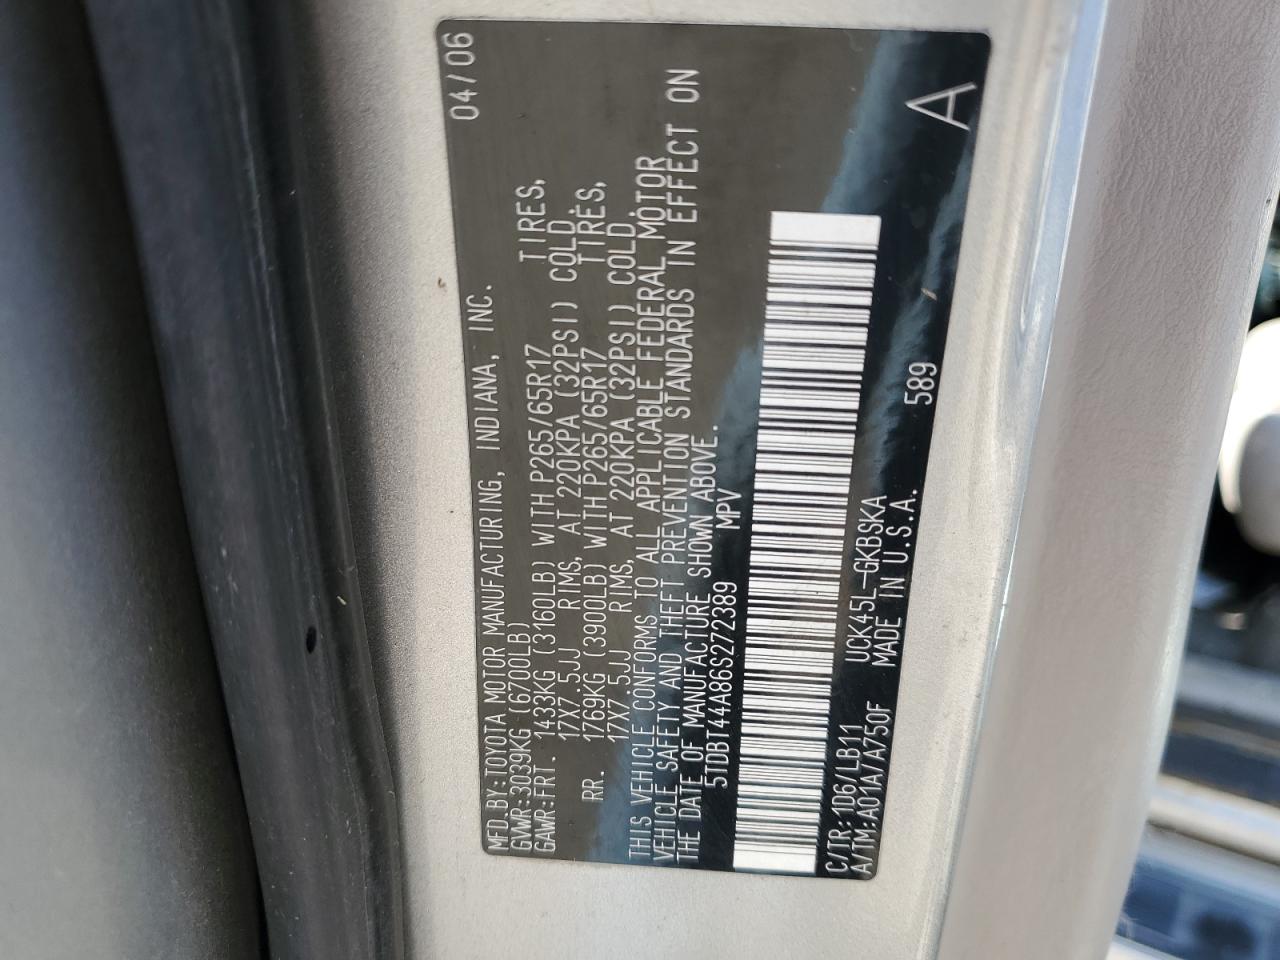 MFD.BY:TOYOTA MOTOR MANUFACTURING, INDIANA, INC. 04/06
GVWR:3039KG (6700LB)
GAWR:FRT. 1433KG (3160LB) WITH P265/65R17 TIRES,
17X7.5JJ RIMS, AT 220KPA (32PSI) COLD.
RR. 1769KG (3900LB) WITH P265/65R17 TIRES,
17X7.5JJ RIMS, AT 220KPA (32PSI) COLD.
THIS VEHICLE CONFORMS TO ALL APPLICABLE FEDERAL MOTOR
VEHICLE SAFETY AND THEFT PREVENTION STANDARDS IN EFFECT ON
THE DATE OF MANUFACTURE SHOWN ABOVE.
5TDBT44A86S272389 MPV
C/TR:1D6/LB11 UCK45L-GKBSKA
A/TM:A01A/A750F MADE IN U.S.A. 589 A